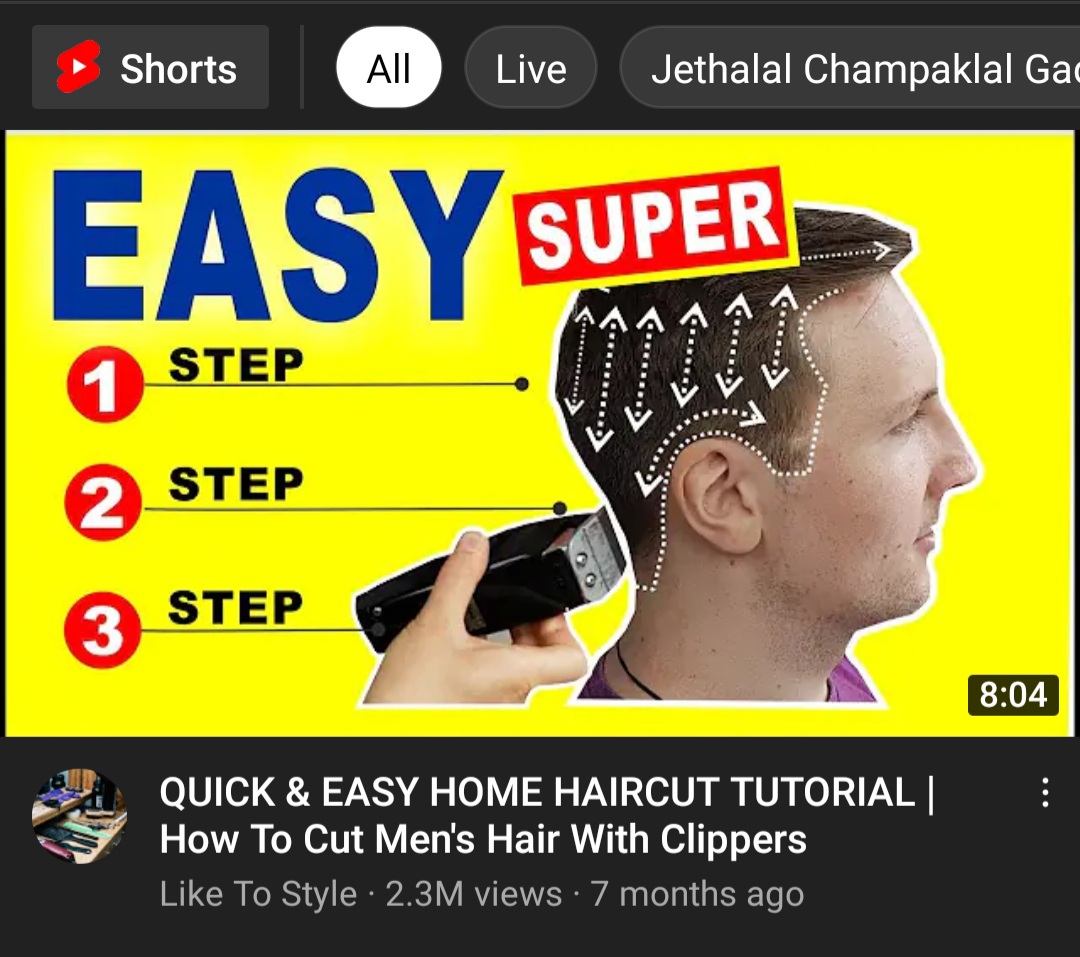 Shorts
All
Live
Jethalal Champaklal Ga
EASY
SUPER
1 STEP
2 STEP
3 STEP
8:04
QUICK & EASY HOME HAIRCUT TUTORIAL |
How To Cut Men's Hair With Clippers
Like To Style · 2.3M views · 7 months ago